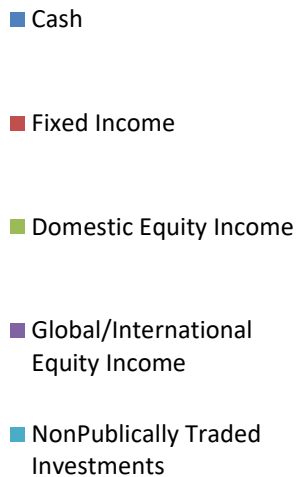 Cash
Fixed Income
Domestic Equity Income
Global/International
Equity Income
NonPublically Traded
Investments